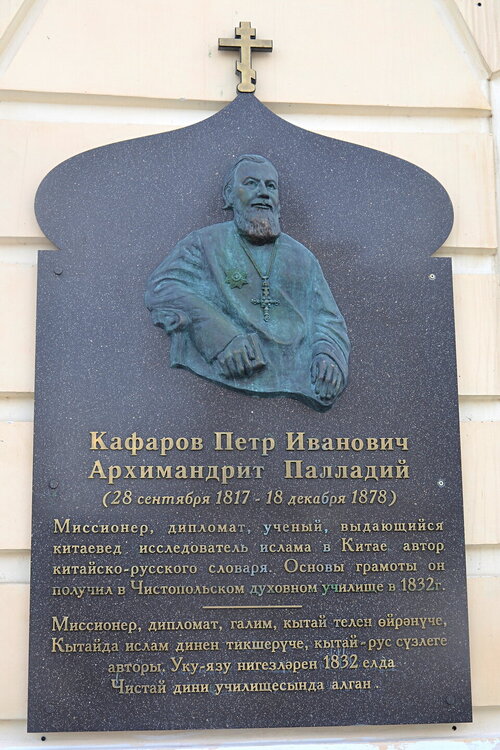 Кафаров Петр Иванович
Архимандрит Палладий
(28 сентября 1817 - 18 декабря 1878)
Миссионер, дипломат, ученый, выдающийся
китаевед, исследователь ислама в Китае, автор
китайско-русского словаря. Основы грамоты он
получил в Чистопольском духовном училище в 1832г.
Миссионер, дипломат, галим, кытай телен өйрәнүче,
Кытайда ислам динен тикшерүче, кытай-рус сүзлеге
авторы. Уку-язу нигезләрен 1832 елда
Чистай дини училищесында алган.